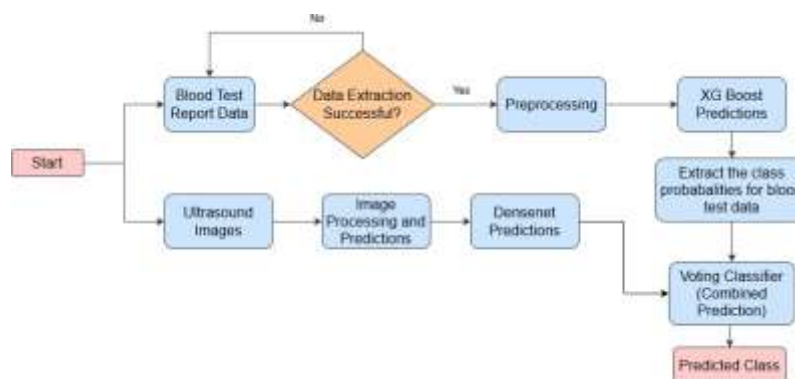 No
Blood Test
Report Data
Data Extraction
Successful?
Yes
Preprocessing
XG Boost
Predictions
Start
Extract the class
probabalities for bloo
test data
Ultrasound
Images
Image
Processing and
Predictions
Densenet
Predictions
Voting Classifier
(Combined
Prediction)
Predicted Class